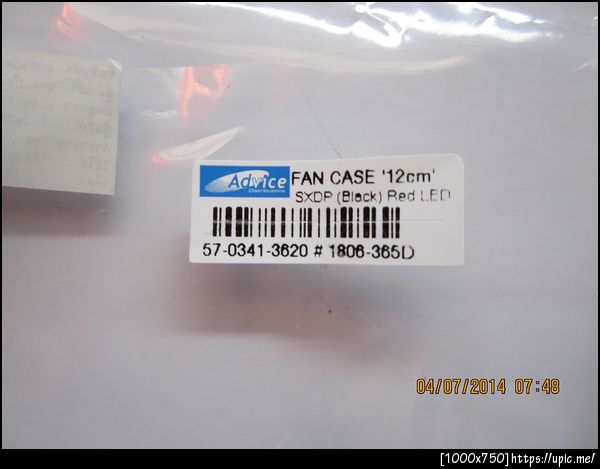 Advice
Distributions
FAN CASE '12cm'
SXDP (Black) Red LED
57-0341-3620 # 1806-365D
04/07/2014 07:48
[1000x750]https://upic.me/